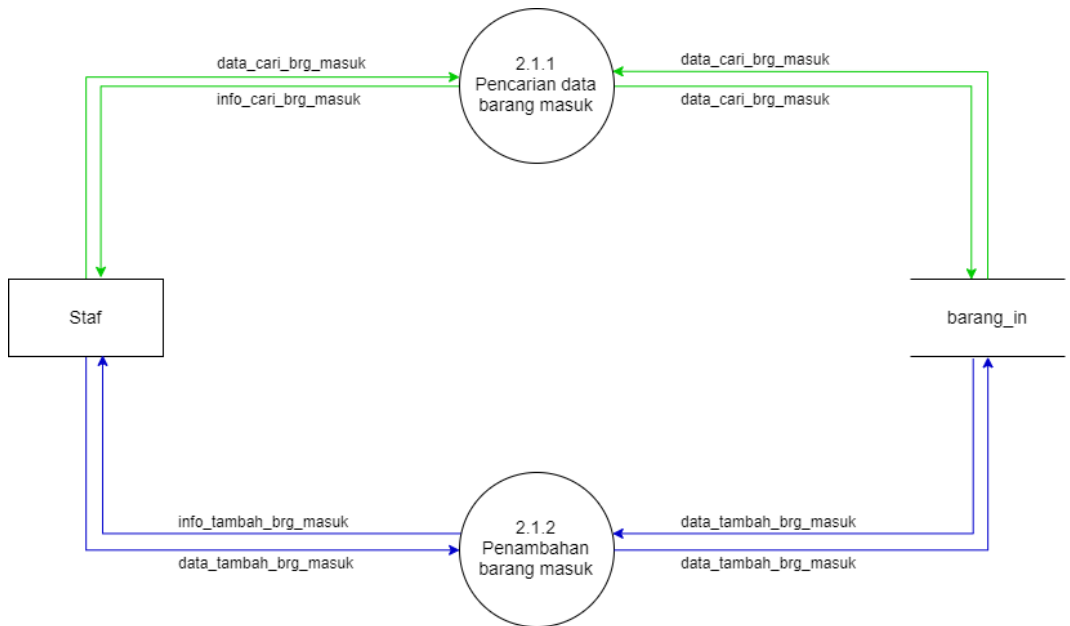 data_cari_brg_masuk
info_cari_brg_masuk
2.1.1
Pencarian data
barang masuk
data_cari_brg_masuk
data_cari_brg_masuk
Staf
barang_in
info_tambah_brg_masuk
data_tambah_brg_masuk
2.1.2
Penambahan
barang masuk
data_tambah_brg_masuk
data_tambah_brg_masuk